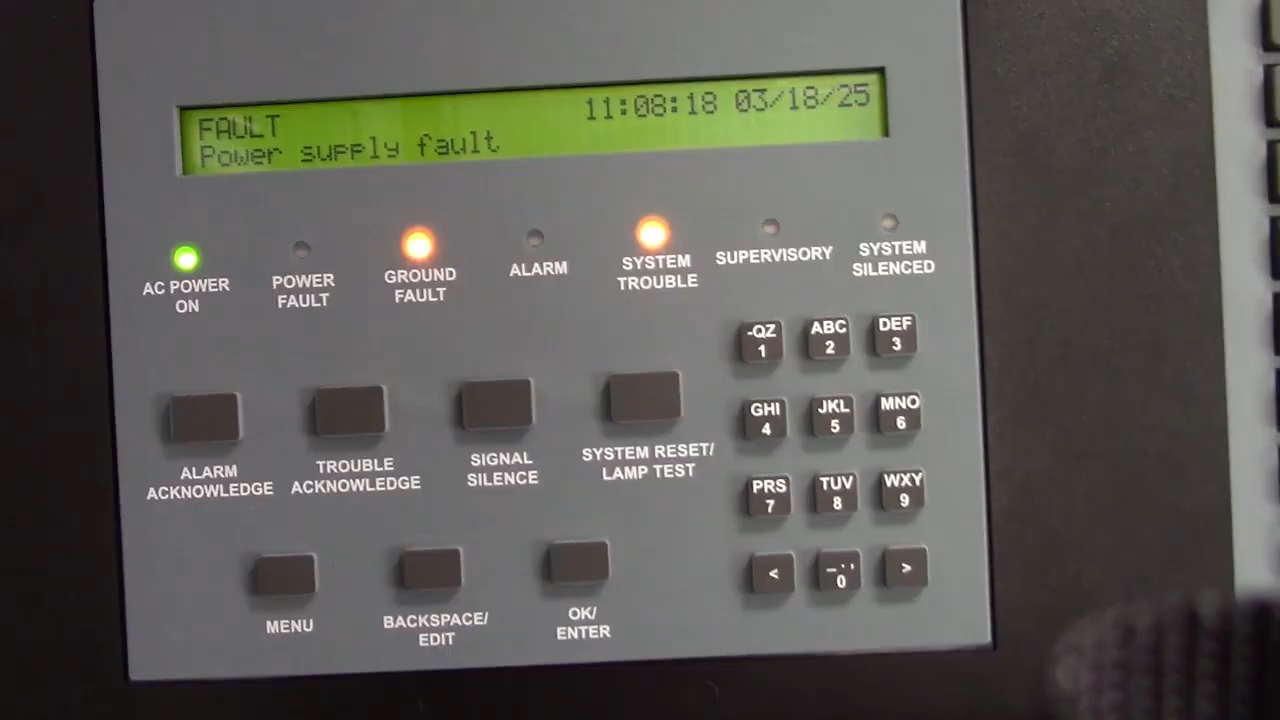 11:08:18 03/18/25
FAULT
Power supply fault
AC POWER
ON
POWER
FAULT
GROUND
FAULT
ALARM
SYSTEM
TROUBLE
SUPERVISORY
SYSTEM
SILENCED
-QZ
1
ABC
2
DEF
3
GHI
4
JKL
5
MNO
6
PRS
7
TUV
8
WXY
9
<
_.,
0
>
ALARM
ACKNOWLEDGE
TROUBLE
ACKNOWLEDGE
SIGNAL
SILENCE
SYSTEM RESET/
LAMP TEST
MENU
BACKSPACE/
EDIT
OK/
ENTER